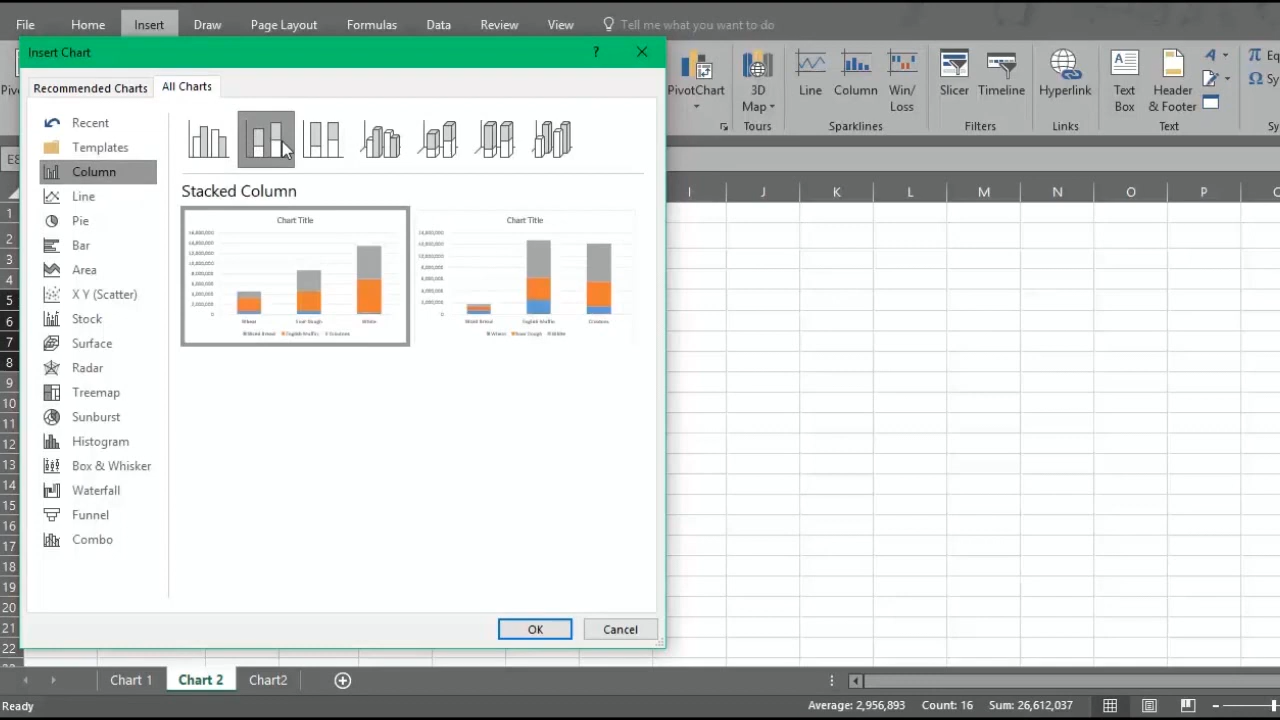 File Home Insert Draw Page Layout Formulas Data Review View Tell me what you want to do
Insert Chart ? ×
Recommended Charts All Charts
Recent
Templates
Column
Line
Pie
Bar
Area
X Y (Scatter)
Stock
Surface
Radar
Treemap
Sunburst
Histogram
Box & Whisker
Waterfall
Funnel
Combo
Stacked Column
Chart Title
Chart Title
OK Cancel
PivotChart
3D
Map
Tours
Line Column Win/
Loss
Sparklines
Slicer Timeline
Filters
Hyperlink
Links
Text
Box
Header
& Footer
Text
π Eq
Ω Sy
I J K L M N O P
1
2
3
4
5
6
7
8
9
10
11
12
13
14
15
16
17
18
19
20
21
22
Chart 1 Chart 2 Chart2
Ready Average: 2,956,893 Count: 16 Sum: 26,612,037